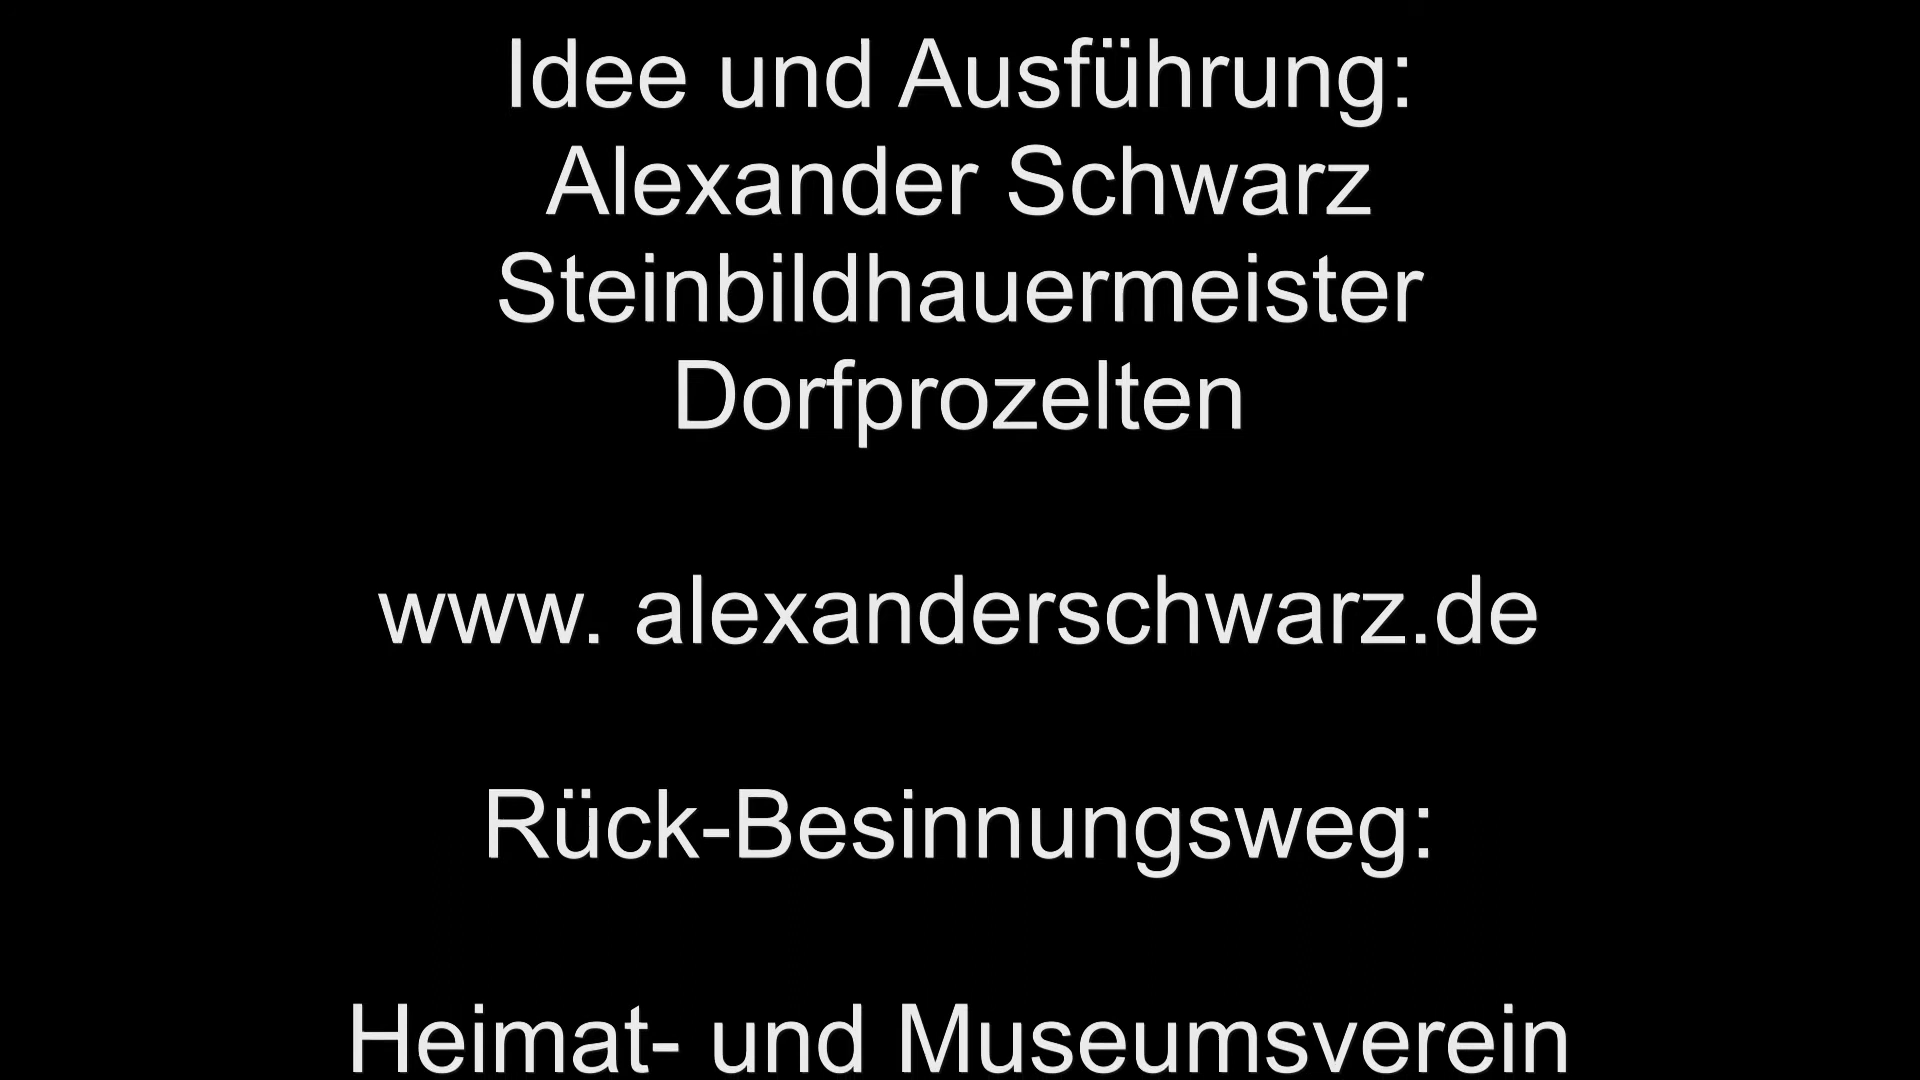 Idee und Ausführung:
Alexander Schwarz
Steinbildhauermeister
Dorfprozelten
www. alexanderschwarz.de
Rück-Besinnungsweg:
Heimat- und Museumsverein